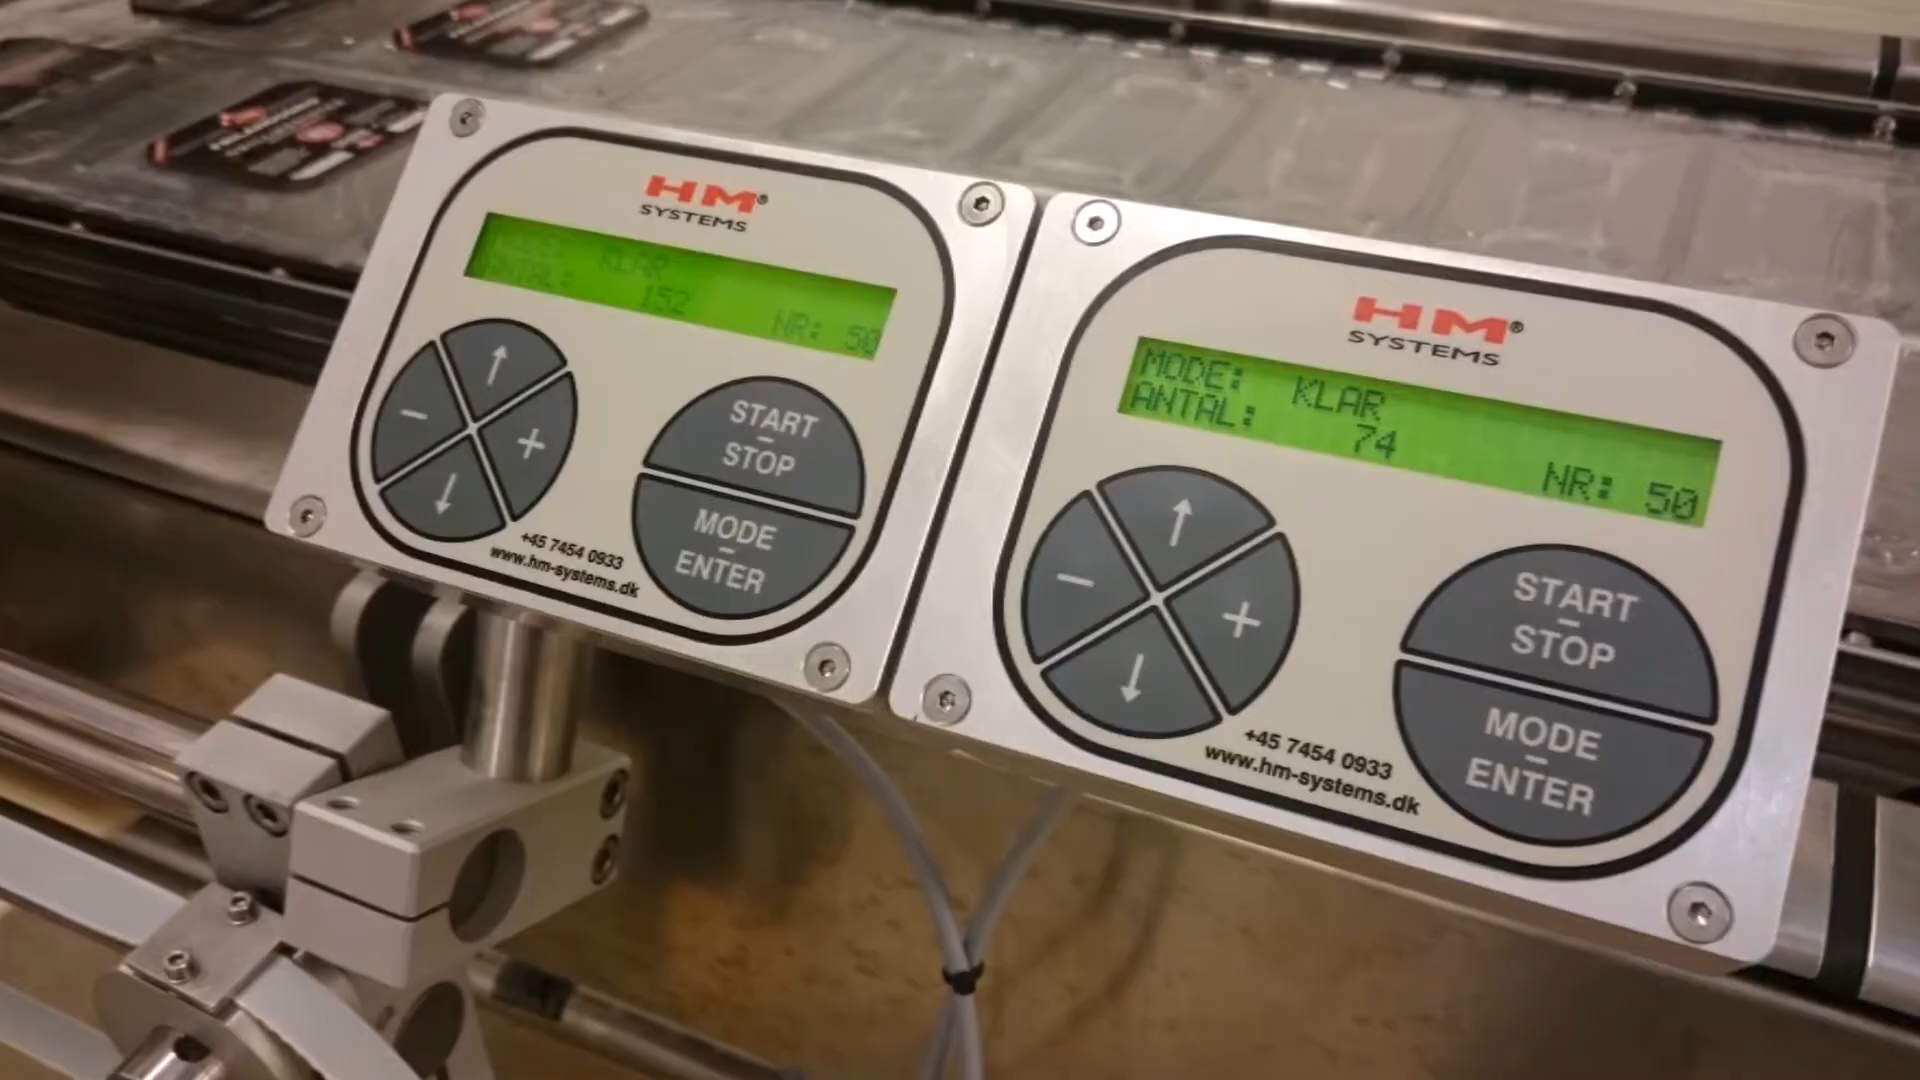 HM®
SYSTEMS
MODE: KLAR
ANTAL: 152 NR: 50
↑
-
+
↓
START
-
STOP
MODE
-
ENTER
+45 7454 0933
www.hm-systems.dk
HM®
SYSTEMS
MODE: KLAR
ANTAL: 74 NR: 50
↑
-
+
↓
START
-
STOP
MODE
-
ENTER
+45 7454 0933
www.hm-systems.dk